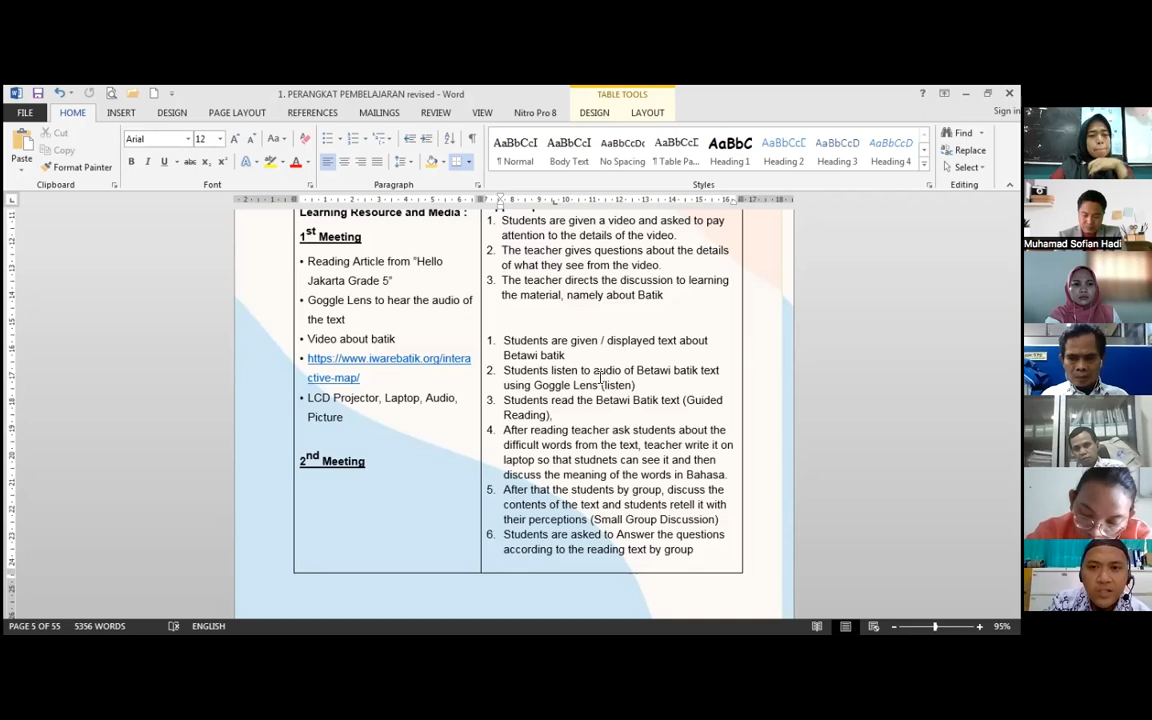 1. PERANGKAT PEMBELAJARAN revised - Word
TABLE TOOLS
Sign in
FILE HOME INSERT DESIGN PAGE LAYOUT REFERENCES MAILINGS REVIEW VIEW Nitro Pro 8 DESIGN LAYOUT
Paste
Cut
Copy
Format Painter
Arial 12
AaBbCcI AaBbCcI AaBbCcDc AaBbCcDc AaBbC AaBbCcI AaBbCcD AaBbCcI
¶ Normal Body Text No Spacing ¶ Table Pa... Heading 1 Heading 2 Heading 3 Heading 4
Find
Replace
Select
Clipboard Font Paragraph Styles Editing
Learning Resource and Media :
1st Meeting
• Reading Article from "Hello
Jakarta Grade 5"
• Goggle Lens to hear the audio of
the text
• Video about batik
• https://www.iwarebatik.org/intera
ctive-map/
• LCD Projector, Laptop, Audio,
Picture
2nd Meeting
1. Students are given a video and asked to pay
attention to the details of the video.
2. The teacher gives questions about the details
of what they see from the video.
3. The teacher directs the discussion to learning
the material, namely about Batik
1. Students are given / displayed text about
Betawi batik
2. Students listen to audio of Betawi batik text
using Goggle Lens (listen)
3. Students read the Betawi Batik text (Guided
Reading),
4. After reading teacher ask students about the
difficult words from the text, teacher write it on
laptop so that studnets can see it and then
discuss the meaning of the words in Bahasa.
5. After that the students by group, discuss the
contents of the text and students retell it with
their perceptions (Small Group Discussion)
6. Students are asked to Answer the questions
according to the reading text by group
PAGE 5 OF 55 5356 WORDS ENGLISH
95%
Muhamad Sofian Hadi